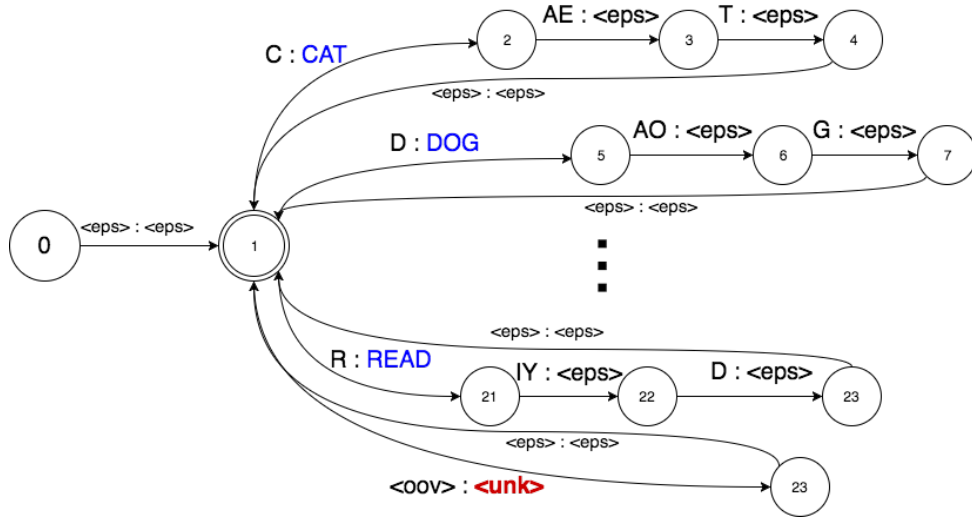 AE : <eps>
T : <eps>
2
3
4
C : CAT
<eps> : <eps>
D : DOG
AO : <eps>
G : <eps>
5
6
7
<eps> : <eps>
<eps> : <eps>
0
1
<eps> : <eps>
R : READ
IY : <eps>
D : <eps>
21
22
23
<eps> : <eps>
<oov> : <unk>
23